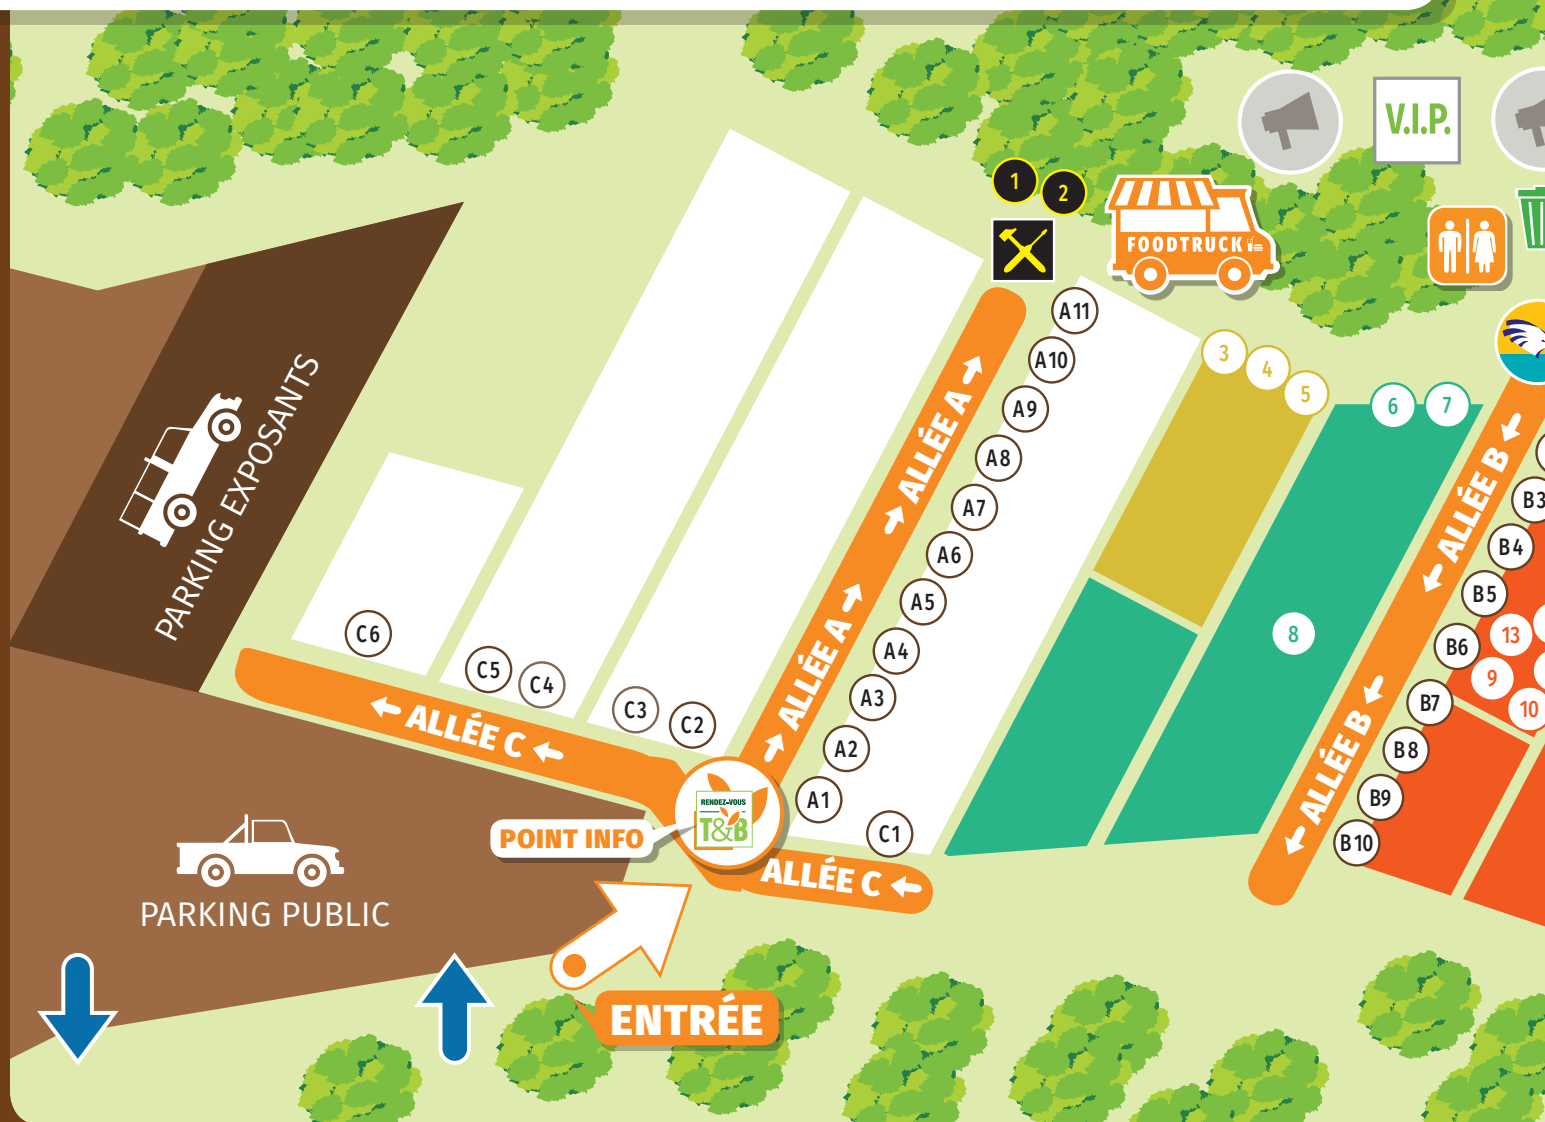 V.I.P.
1
2
FOODTRUCK
A11
A10
A9
A8
A7
A6
A5
A4
A3
A2
A1
3
4
5
6
7
8
ALLÉE A
ALLÉE A
ALLÉE B
ALLÉE B
B3
B4
B5
B6
B7
B8
B9
B10
13
9
10
PARKING EXPOSANTS
C6
C5
C4
C3
C2
C1
ALLÉE C
ALLÉE C
RENDEZ-VOUS
T&B
POINT INFO
PARKING PUBLIC
ENTRÉE